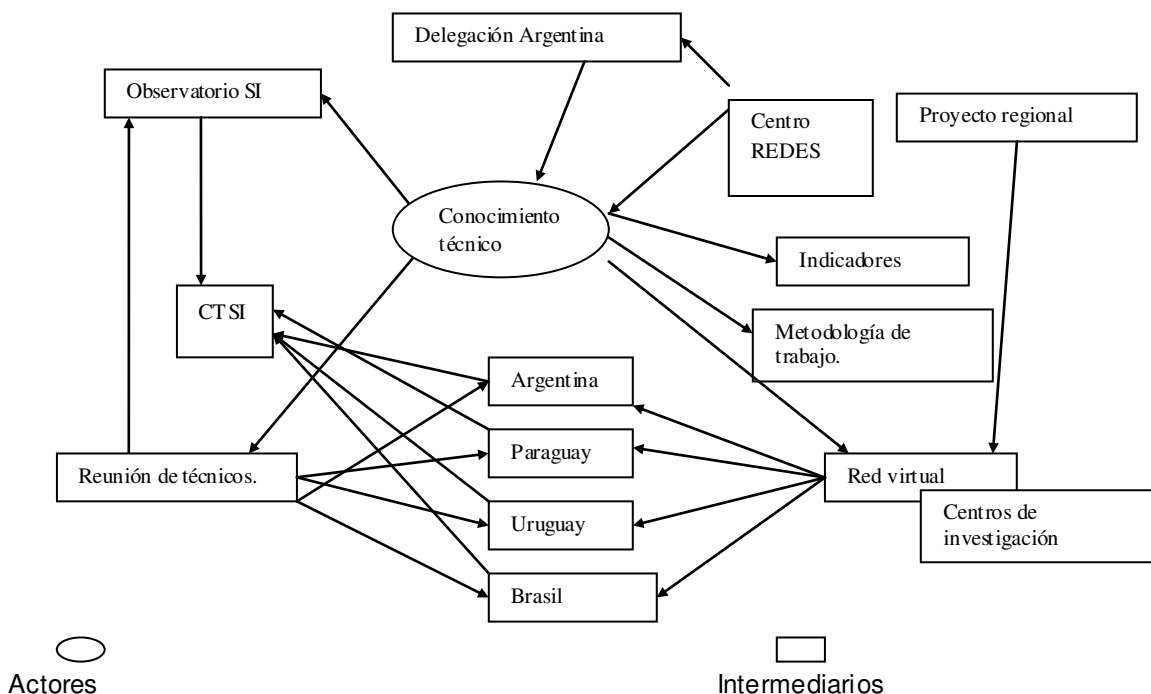 Delegación Argentina
Observatorio SI
Centro
REDES
Proyecto regional
Conocimiento
técnico
Indicadores
CTSI
Metodología de
trabajo.
Argentina
Paraguay
Reunión de técnicos.
Red virtual
Uruguay
Centros de
investigación
Brasil
Actores
Intermediarios